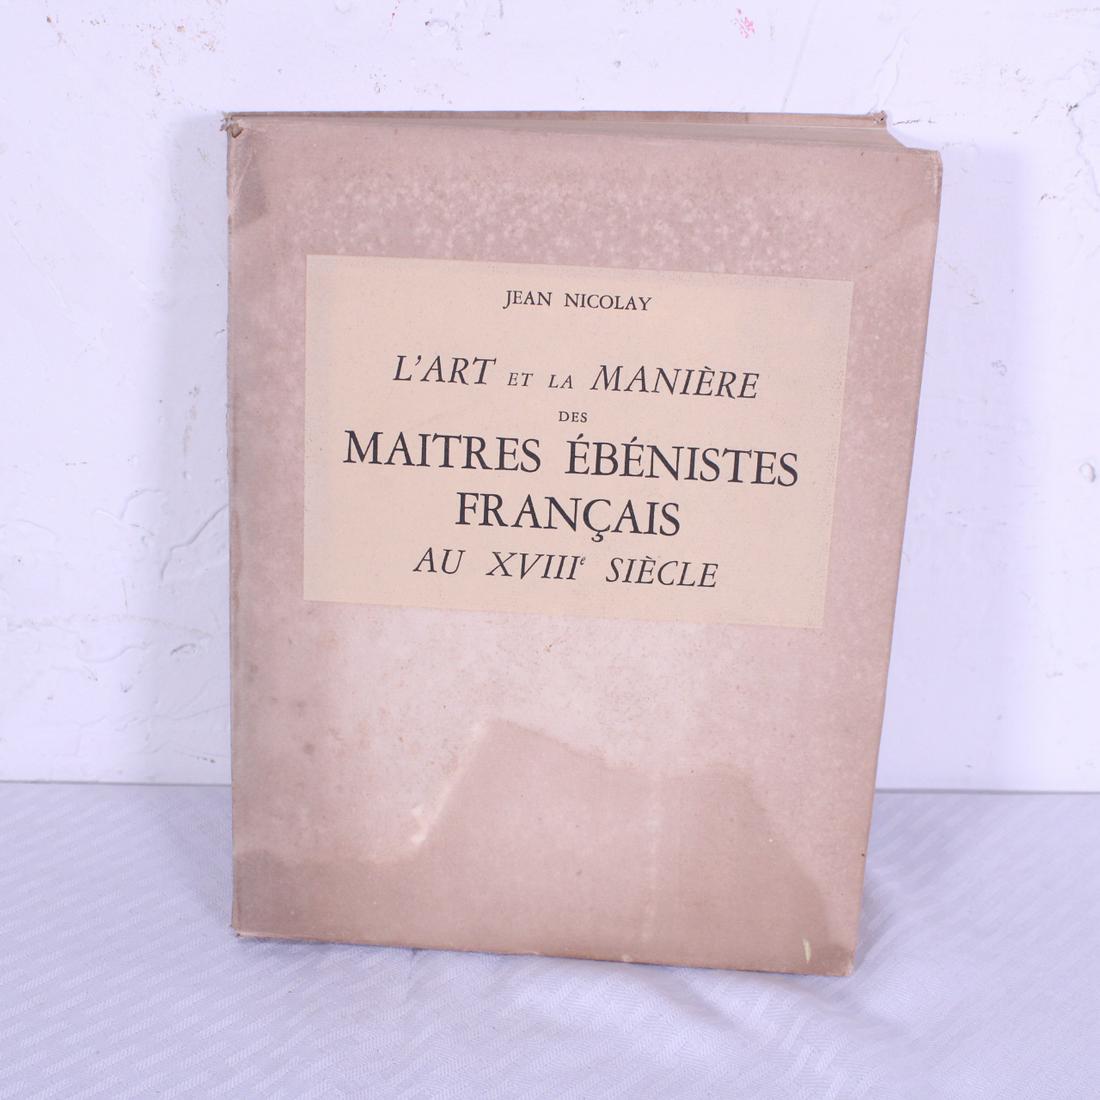 JEAN NICOLAY
L'ART ET LA MANIÈRE
DES
MAITRES ÉBÉNISTES
FRANÇAIS
AU XVIIIe SIÈCLE